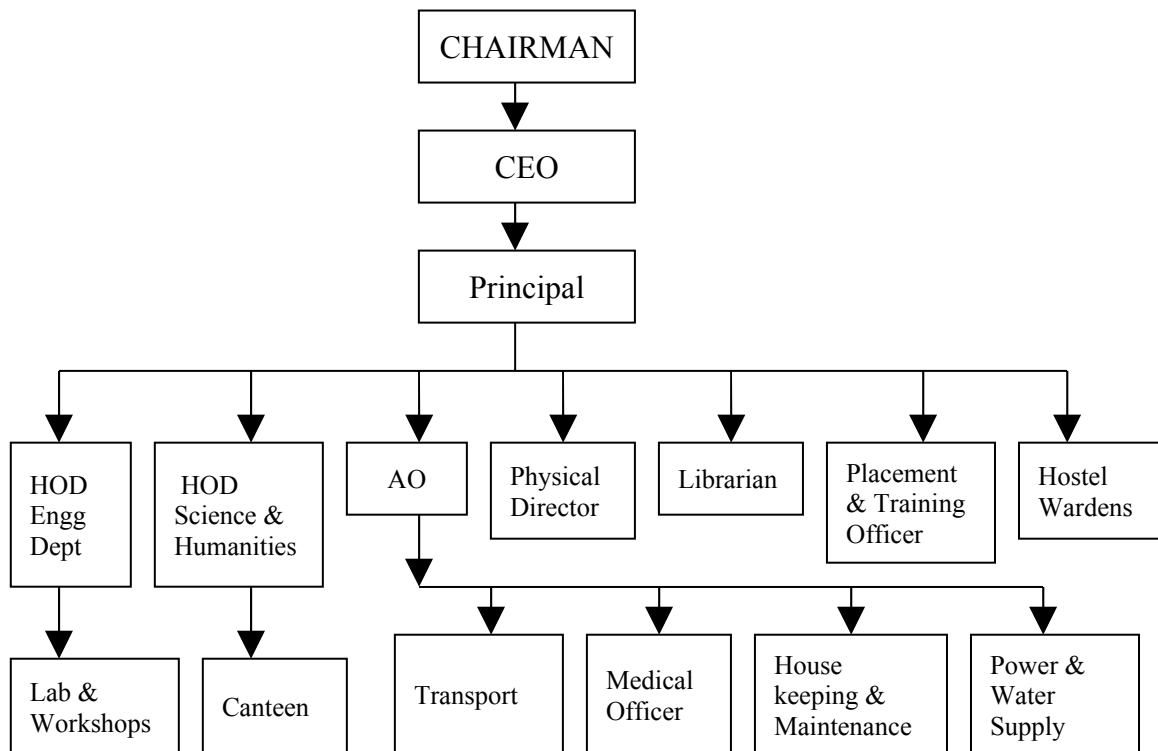 CHAIRMAN
CEO
Principal
HOD
Engg
Dept
HOD
Science &
Humanities
AO
Physical
Director
Librarian
Placement
& Training
Officer
Hostel
Wardens
Lab &
Workshops
Canteen
Transport
Medical
Officer
House
keeping &
Maintenance
Power &
Water
Supply